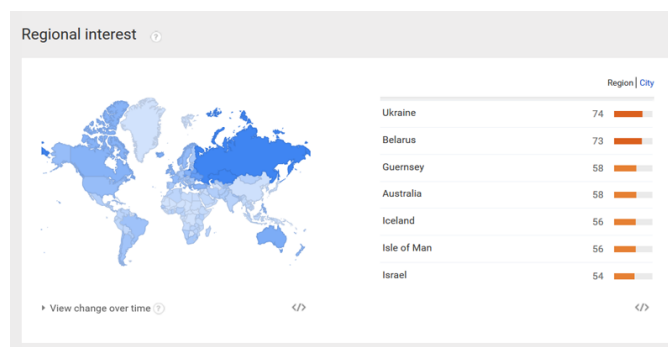 Regional interest ?
Region | City
Ukraine 74
Belarus 73
Guernsey 58
Australia 58
Iceland 56
Isle of Man 56
Israel 54
View change over time ? </> </>